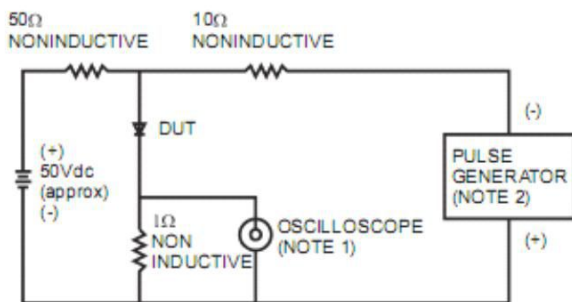 50Ω
NONINDUCTIVE
10Ω
NONINDUCTIVE
DUT
(+)
50Vdc
(approx)
(-)
1Ω
NON
INDUCTIVE
OSCILLOSCOPE
(NOTE 1)
(-)
PULSE
GENERATOR
(NOTE 2)
(+)